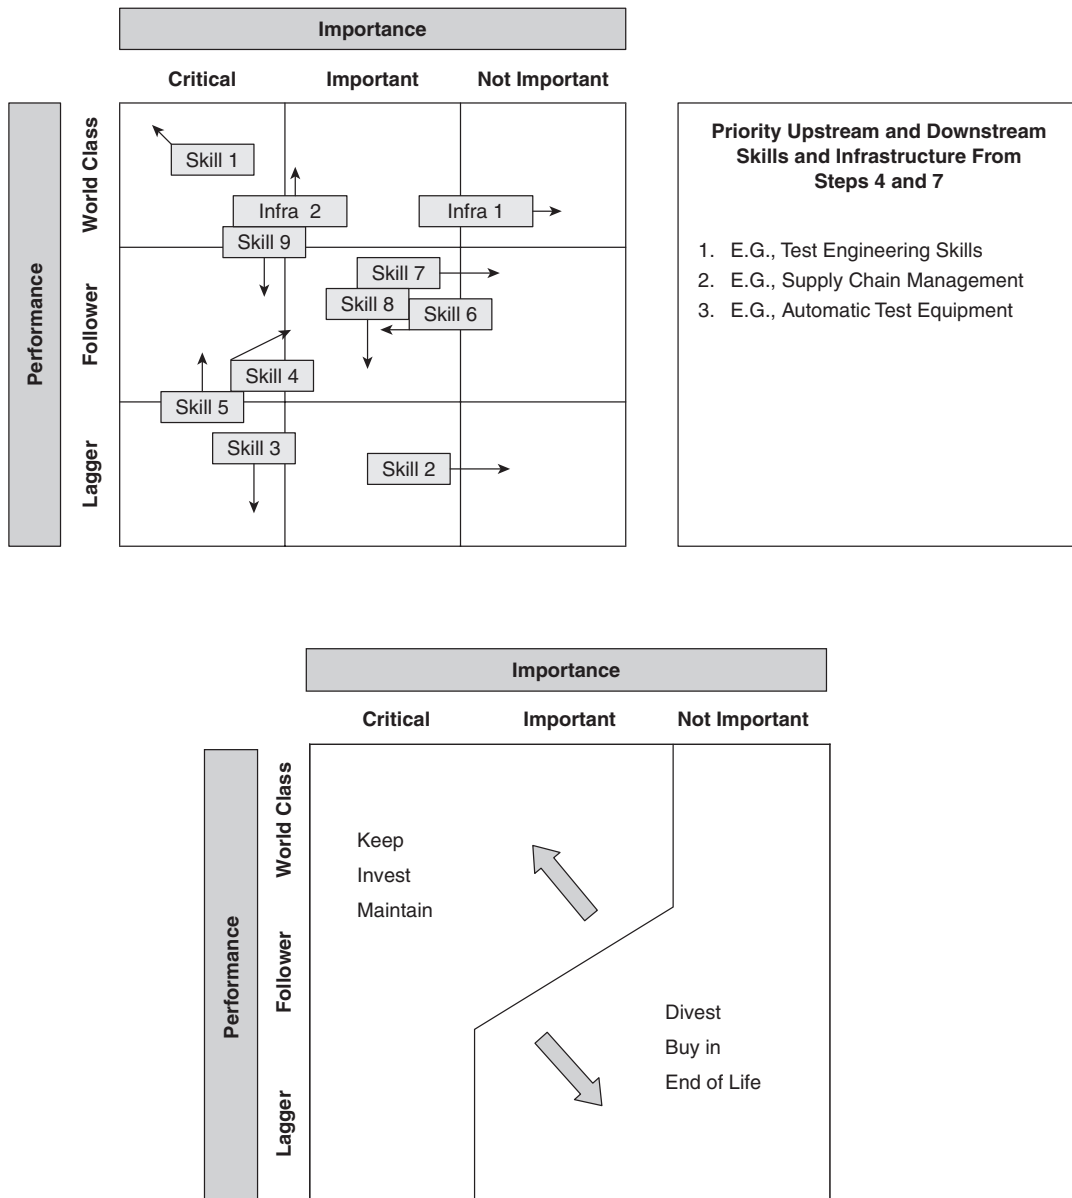 Importance
Critical Important Not Important
Performance
World Class
Follower
Lagger
Skill 1
Infra 2
Infra 1
Skill 9
Skill 7
Skill 8
Skill 6
Skill 4
Skill 5
Skill 3
Skill 2
Priority Upstream and Downstream
Skills and Infrastructure From
Steps 4 and 7
1. E.G., Test Engineering Skills
2. E.G., Supply Chain Management
3. E.G., Automatic Test Equipment
Importance
Critical Important Not Important
Performance
World Class
Follower
Lagger
Keep
Invest
Maintain
Divest
Buy in
End of Life